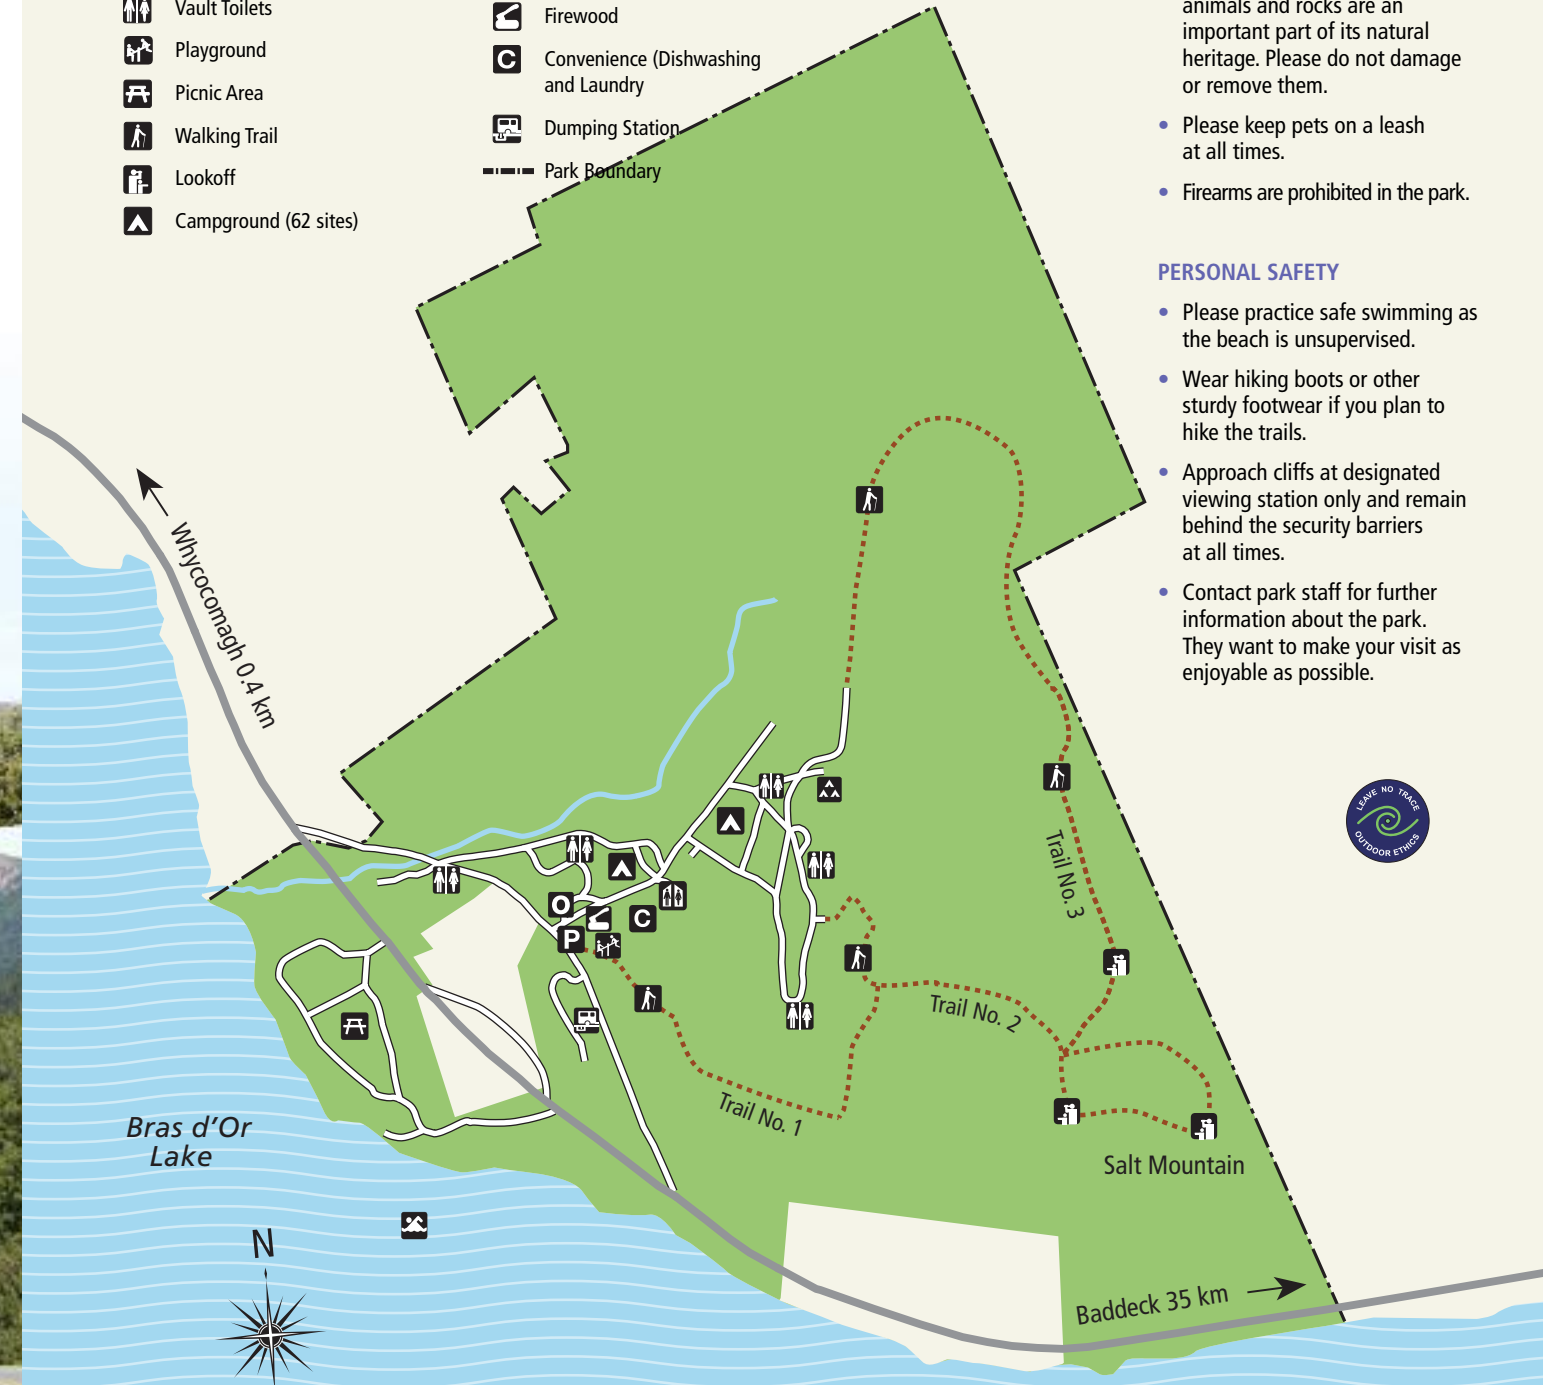 Vault Toilets
Playground
Picnic Area
Walking Trail
Lookoff
Campground (62 sites)
Firewood
C
Convenience (Dishwashing
and Laundry
Dumping Station
Park Boundary
animals and rocks are an
important part of its natural
heritage. Please do not damage
or remove them.
• Please keep pets on a leash
at all times.
• Firearms are prohibited in the park.
PERSONAL SAFETY
• Please practice safe swimming as
the beach is unsupervised.
• Wear hiking boots or other
sturdy footwear if you plan to
hike the trails.
• Approach cliffs at designated
viewing station only and remain
behind the security barriers
at all times.
• Contact park staff for further
information about the park.
They want to make your visit as
enjoyable as possible.
LEAVE NO TRACE
OUTDOOR ETHICS
Whycocomagh 0.4 km
O
C
P
Trail No. 3
Trail No. 2
Trail No. 1
Bras d'Or
Lake
Salt Mountain
N
Baddeck 35 km